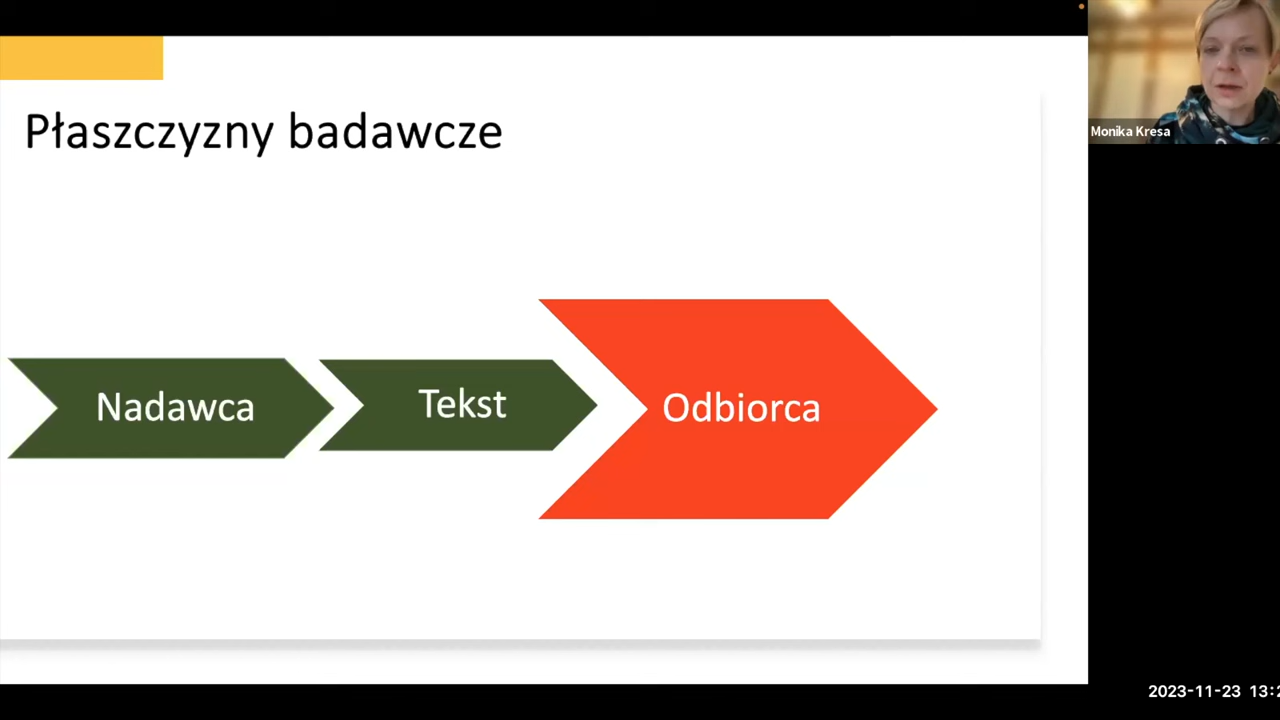 Płaszczyzny badawcze
Nadawca
Tekst
Odbiorca
Monika Kresa
2023-11-23 13:2